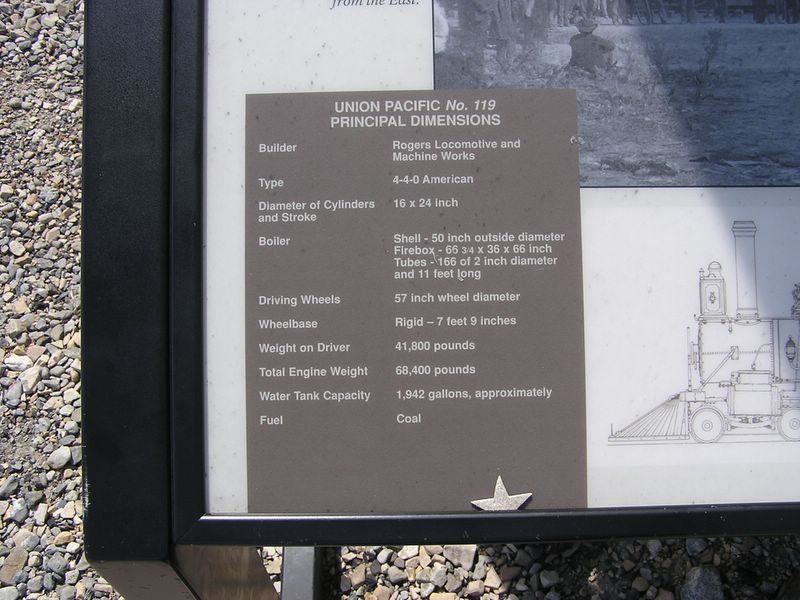 from the East.
UNION PACIFIC No. 119
PRINCIPAL DIMENSIONS
Builder Rogers Locomotive and
Machine Works
Type 4-4-0 American
Diameter of Cylinders 16 x 24 inch
and Stroke
Boiler Shell - 50 inch outside diameter
Firebox - 66 3/4 x 36 x 66 inch
Tubes - 166 of 2 inch diameter
and 11 feet long
Driving Wheels 57 inch wheel diameter
Wheelbase Rigid – 7 feet 9 inches
Weight on Driver 41,800 pounds
Total Engine Weight 68,400 pounds
Water Tank Capacity 1,942 gallons, approximately
Fuel Coal